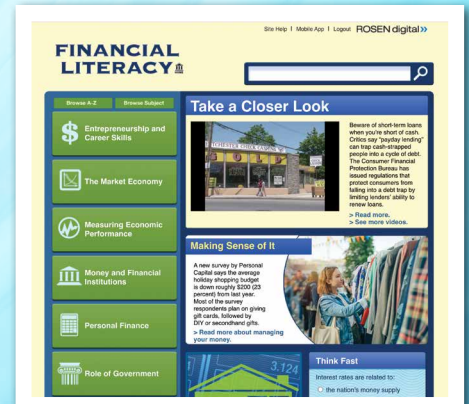 Site Help | Mobile App | Logout ROSEN digital»
FINANCIAL
LITERACY
Browse A-Z Browse Subject
Entrepreneurship and
Career Skills
The Market Economy
Measuring Economic
Performance
Money and Financial
Institutions
Personal Finance
Role of Government
Take a Closer Look
Beware of short-term loans
when you're short of cash.
Critics say "payday lending"
can trap cash-strapped
people into a cycle of debt.
The Consumer Financial
Protection Bureau has
issued regulations that
protect consumers from
falling into a debt trap by
limiting lenders' ability to
renew loans.
> Read more.
> See more videos.
Making Sense of It
A new survey by Personal
Capital says the average
holiday shopping budget
is down roughly $200 (23
percent) from last year.
Most of the survey
respondents plan on giving
gift cards, followed by
DIY or secondhand gifts.
> Read more about managing
your money.
3.124
Think Fast
Interest rates are related to:
the nation's money supply